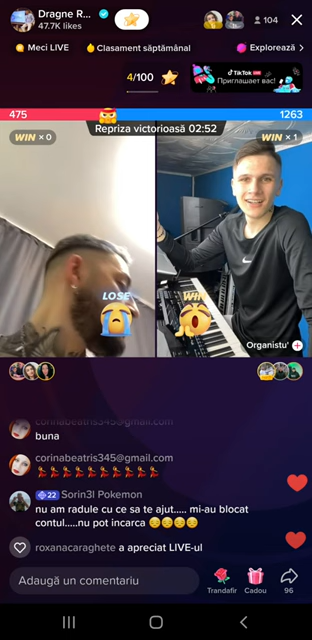 Dragne R...
47.7K likes
104
Meci LIVE
Clasament săptămânal
Explorează >
4/100
TikTok LIVE
Приглашает вас!
475
1263
Repriza victorioasă 02:52
WIN × 0
WIN × 1
LOSE
WIN
Organistu'
corinabeatris345@gmail.com
buna
corinabeatris345@gmail.com
22 Sorin3l Pokemon
nu am radule cu ce sa te ajut..... mi-au blocat
contul.....nu pot incarca
roxanacaraghete a apreciat LIVE-ul
Adaugă un comentariu
Trandafir
Cadou
96